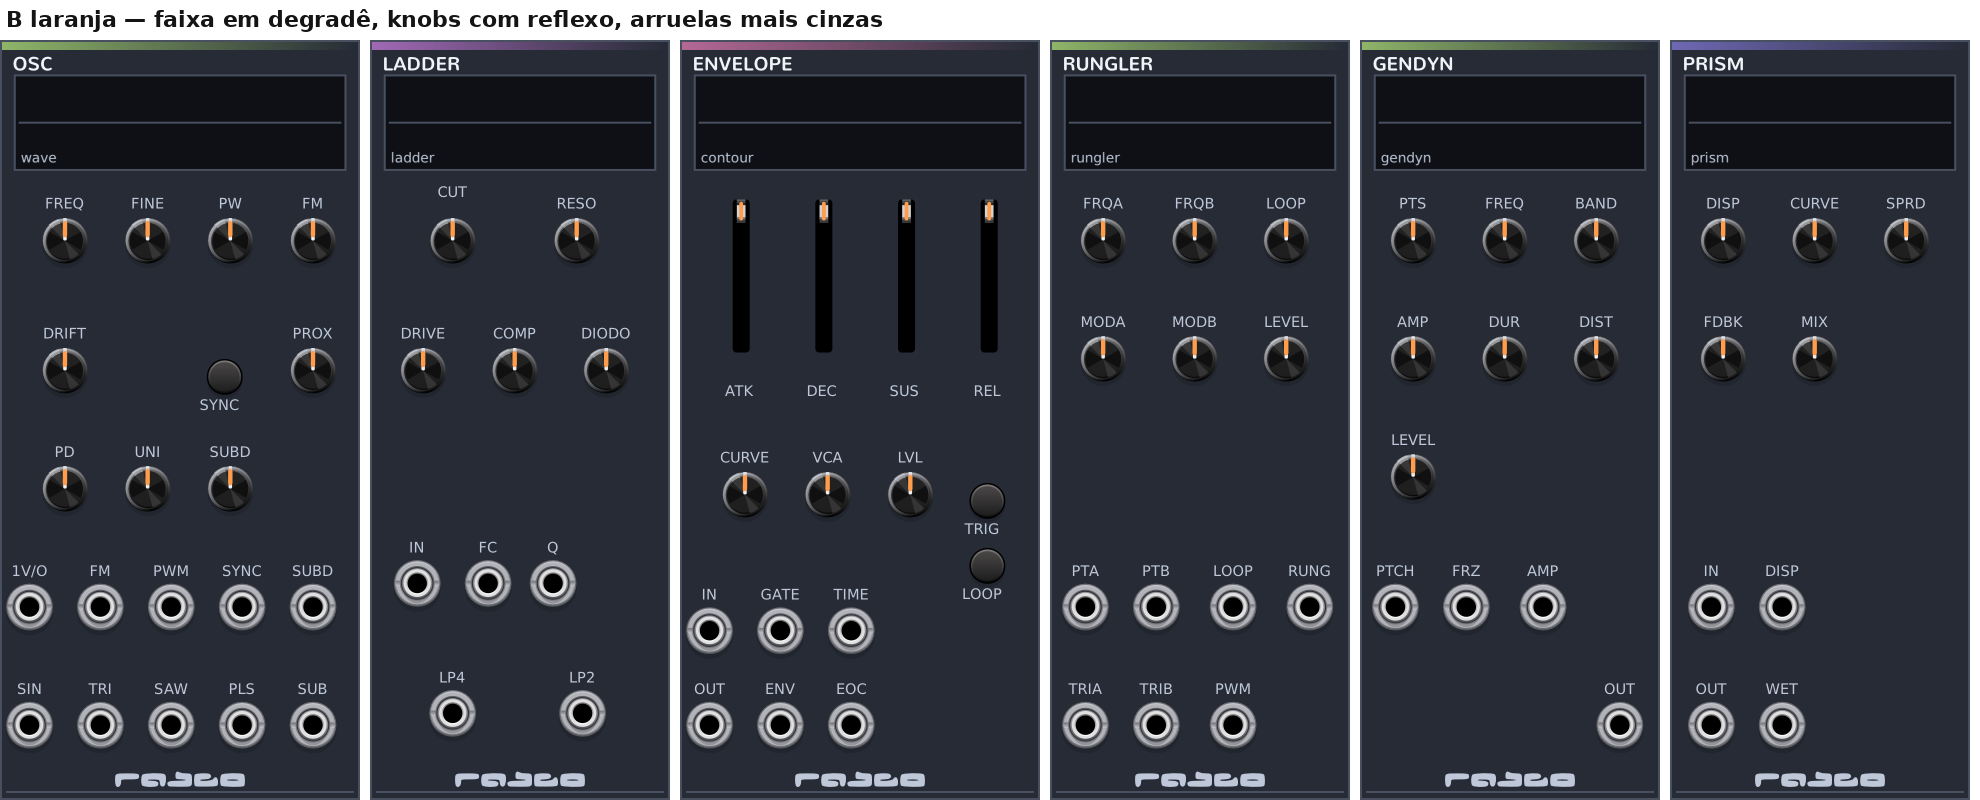 B laranja — faixa em degradê, knobs com reflexo, arruelas mais cinzas
OSC
wave
FREQ FINE PW FM
DRIFT PROX
SYNC
PD UNI SUBD
1V/O FM PWM SYNC SUBD
SIN TRI SAW PLS SUB
LADDER
ladder
CUT RESO
DRIVE COMP DIODO
IN FC Q
LP4 LP2
ENVELOPE
contour
ATK DEC SUS REL
CURVE VCA LVL
TRIG
LOOP
IN GATE TIME
OUT ENV EOC
RUNGLER
rungler
FRQA FRQB LOOP
MODA MODB LEVEL
PTA PTB LOOP RUNG
TRIA TRIB PWM
GENDYN
gendyn
PTS FREQ BAND
AMP DUR DIST
LEVEL
PTCH FRZ AMP
OUT
PRISM
prism
DISP CURVE SPRD
FDBK MIX
IN DISP
OUT WET